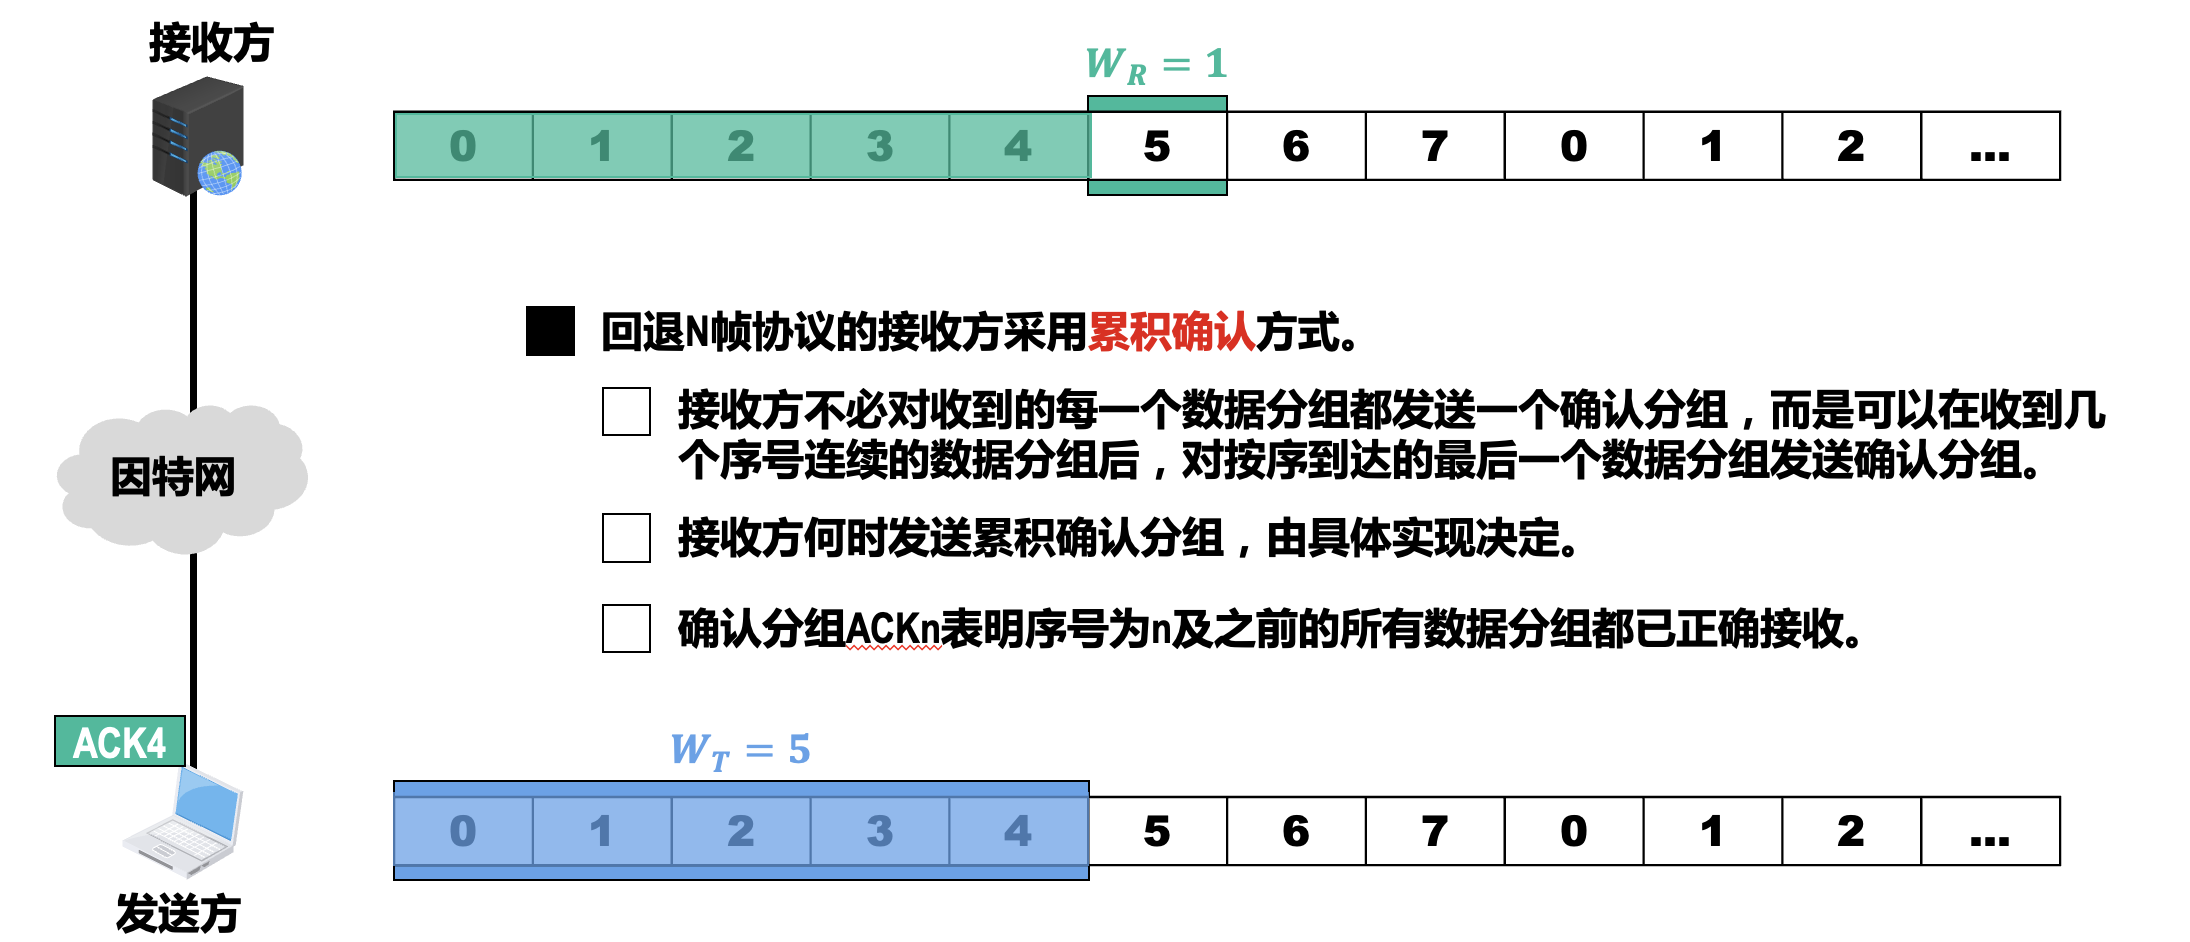 接收方
W_R = 1
0 1 2 3 4 5 6 7 0 1 2 ...
回退N帧协议的接收方采用累积确认方式。
接收方不必对收到的每一个数据分组都发送一个确认分组，而是可以在收到几
个序号连续的数据分组后，对按序到达的最后一个数据分组发送确认分组。
因特网
接收方何时发送累积确认分组，由具体实现决定。
确认分组ACKn表明序号为n及之前的所有数据分组都已正确接收。
ACK4
W_T = 5
0 1 2 3 4 5 6 7 0 1 2 ...
发送方